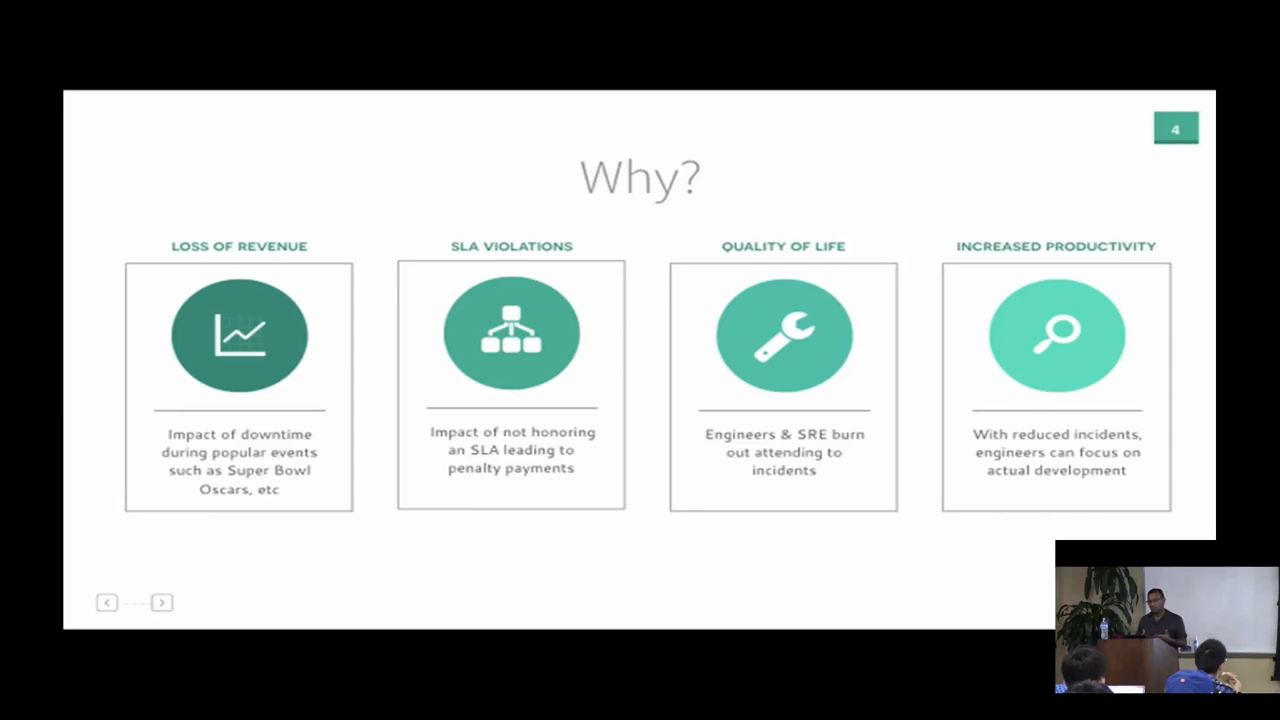 4
Why?
LOSS OF REVENUE
Impact of downtime
during popular events
such as Super Bowl
Oscars, etc
SLA VIOLATIONS
Impact of not honoring
an SLA leading to
penalty payments
QUALITY OF LIFE
Engineers & SRE burn
out attending to
incidents
INCREASED PRODUCTIVITY
With reduced incidents,
engineers can focus on
actual development